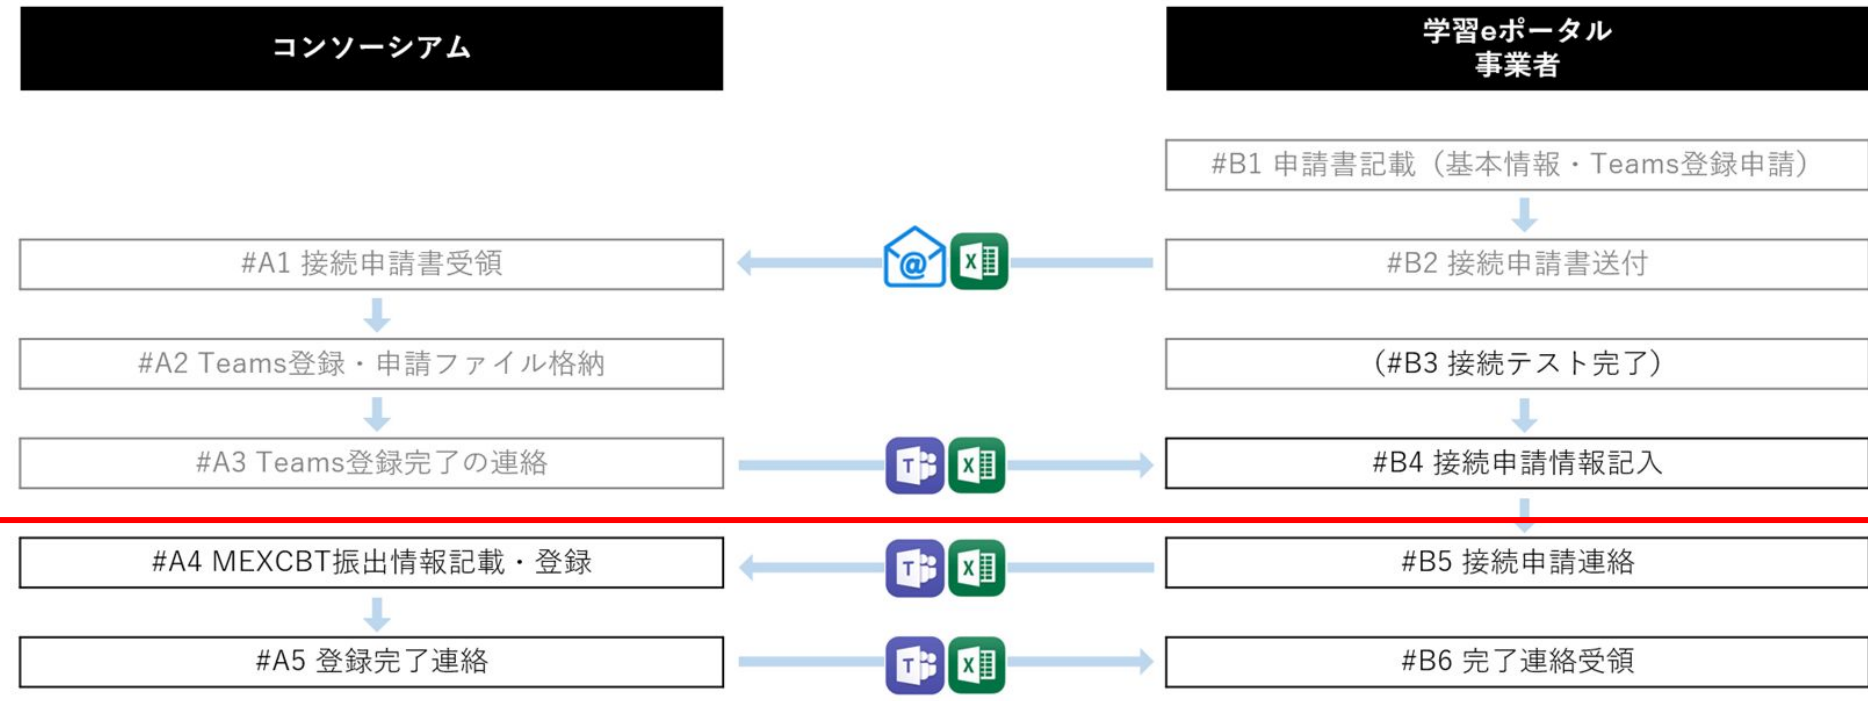 コンソーシアム
学習eポータル
事業者
#B1 申請書記載（基本情報・Teams登録申請）
#A1 接続申請書受領
#B2 接続申請書送付
#A2 Teams登録・申請ファイル格納
（#B3 接続テスト完了）
#A3 Teams登録完了の連絡
#B4 接続申請情報記入
#A4 MEXCBT振出情報記載・登録
#B5 接続申請連絡
#A5 登録完了連絡
#B6 完了連絡受領